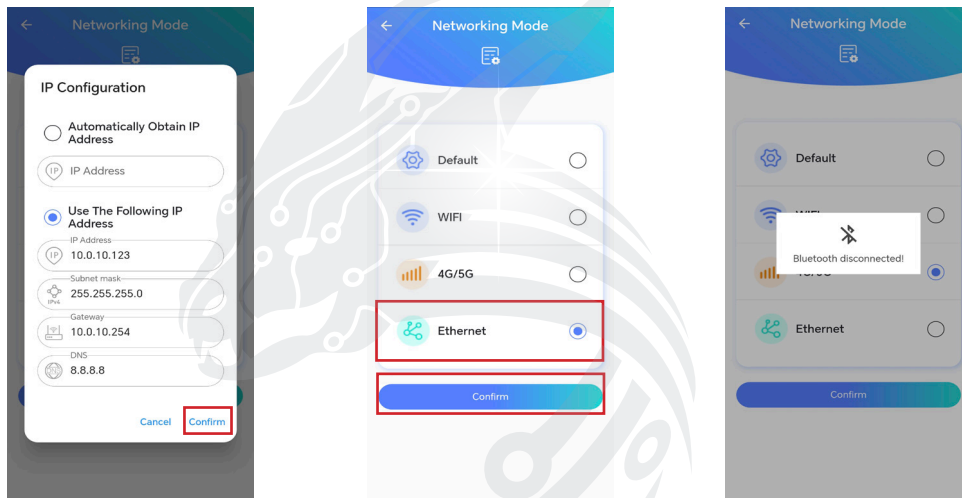 Networking Mode
IP Configuration
Automatically Obtain IP
Address
IP
IP Address
Use The Following IP
Address
IP Address
IP
10.0.10.123
Subnet mask
IPv4
255.255.255.0
Gateway
10.0.10.254
DNS
8.8.8.8
Cancel
Confirm
Networking Mode
Default
WIFI
4G/5G
Ethernet
Confirm
Networking Mode
Default
Bluetooth disconnected!
Ethernet
Confirm